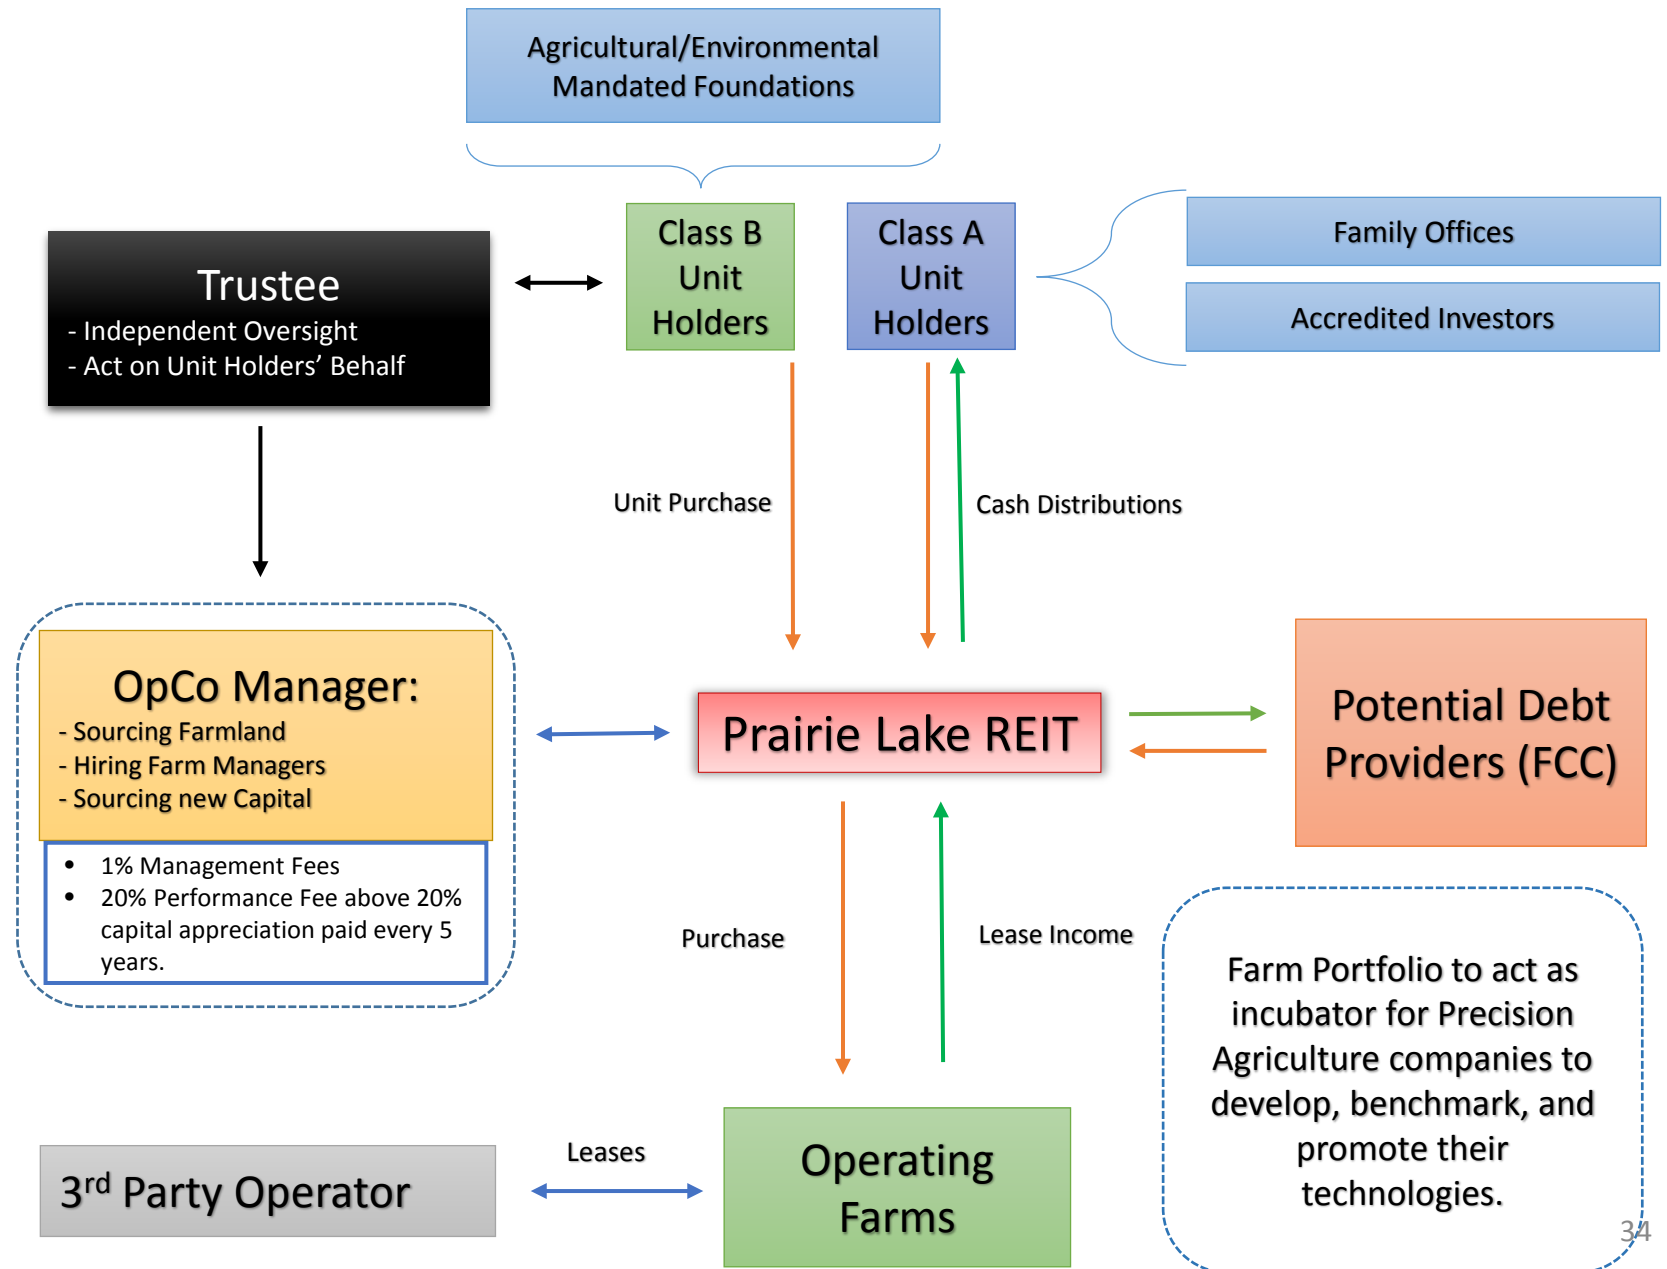 Agricultural/Environmental
Mandated Foundations
Class B
Unit
Holders
Class A
Unit
Holders
Family Offices
Accredited Investors
Trustee
- Independent Oversight
- Act on Unit Holders’ Behalf
Unit Purchase
Cash Distributions
OpCo Manager:
- Sourcing Farmland
- Hiring Farm Managers
- Sourcing new Capital
• 1% Management Fees
• 20% Performance Fee above 20%
capital appreciation paid every 5
years.
Prairie Lake REIT
Potential Debt
Providers (FCC)
Purchase
Lease Income
Farm Portfolio to act as
incubator for Precision
Agriculture companies to
develop, benchmark, and
promote their
technologies.
3rd Party Operator
Leases
Operating
Farms
34